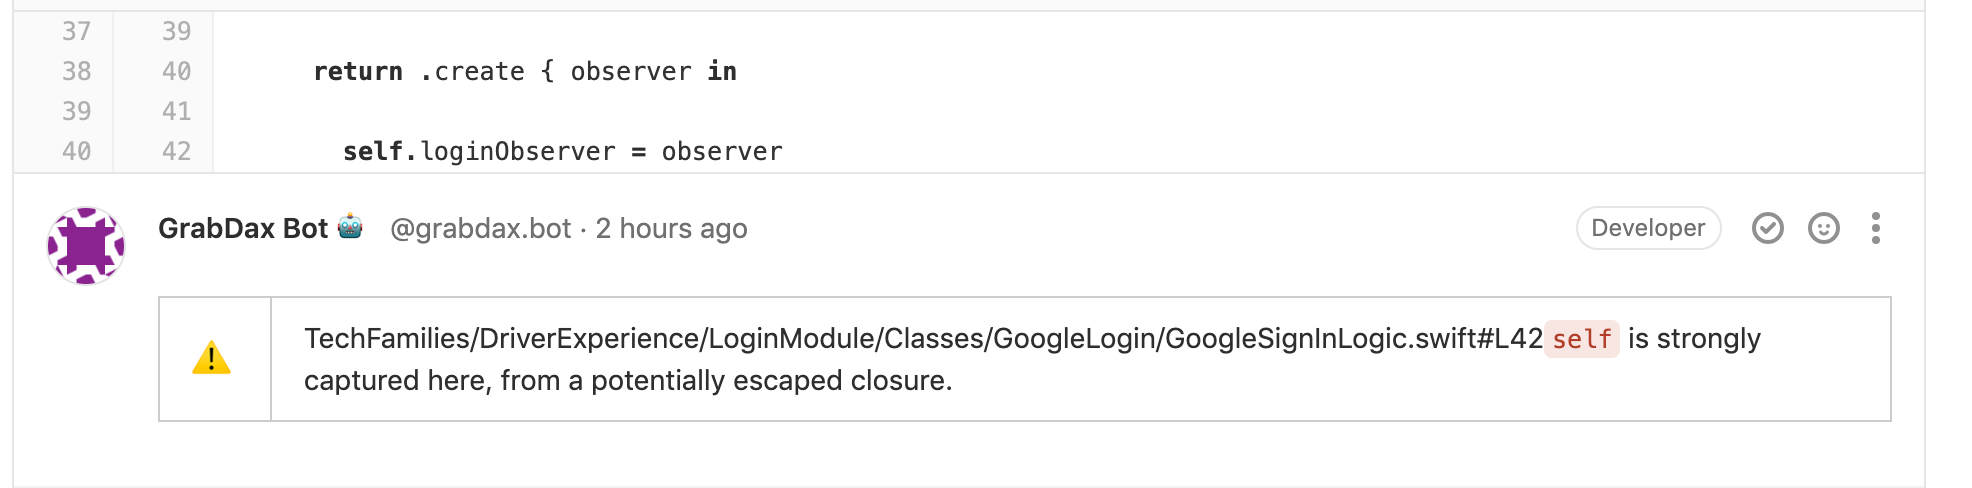 37 39
38 40 return .create { observer in
39 41
40 42 self.loginObserver = observer
GrabDax Bot 🤖 @grabdax.bot · 2 hours ago Developer
TechFamilies/DriverExperience/LoginModule/Classes/GoogleLogin/GoogleSignInLogic.swift#L42 self is strongly
captured here, from a potentially escaped closure.